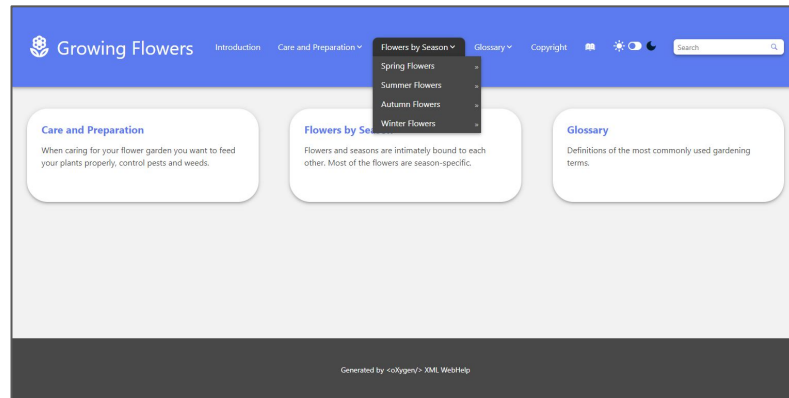 Growing Flowers
Introduction
Care and Preparation
Flowers by Season
Glossary
Copyright
Search
Spring Flowers »
Summer Flowers »
Autumn Flowers »
Winter Flowers »
Care and Preparation
When caring for your flower garden you want to feed
your plants properly, control pests and weeds.
Flowers by Se
Flowers and seasons are intimately bound to each
other. Most of the flowers are season-specific.
Glossary
Definitions of the most commonly used gardening
terms.
Generated by <oXygen/> XML WebHelp